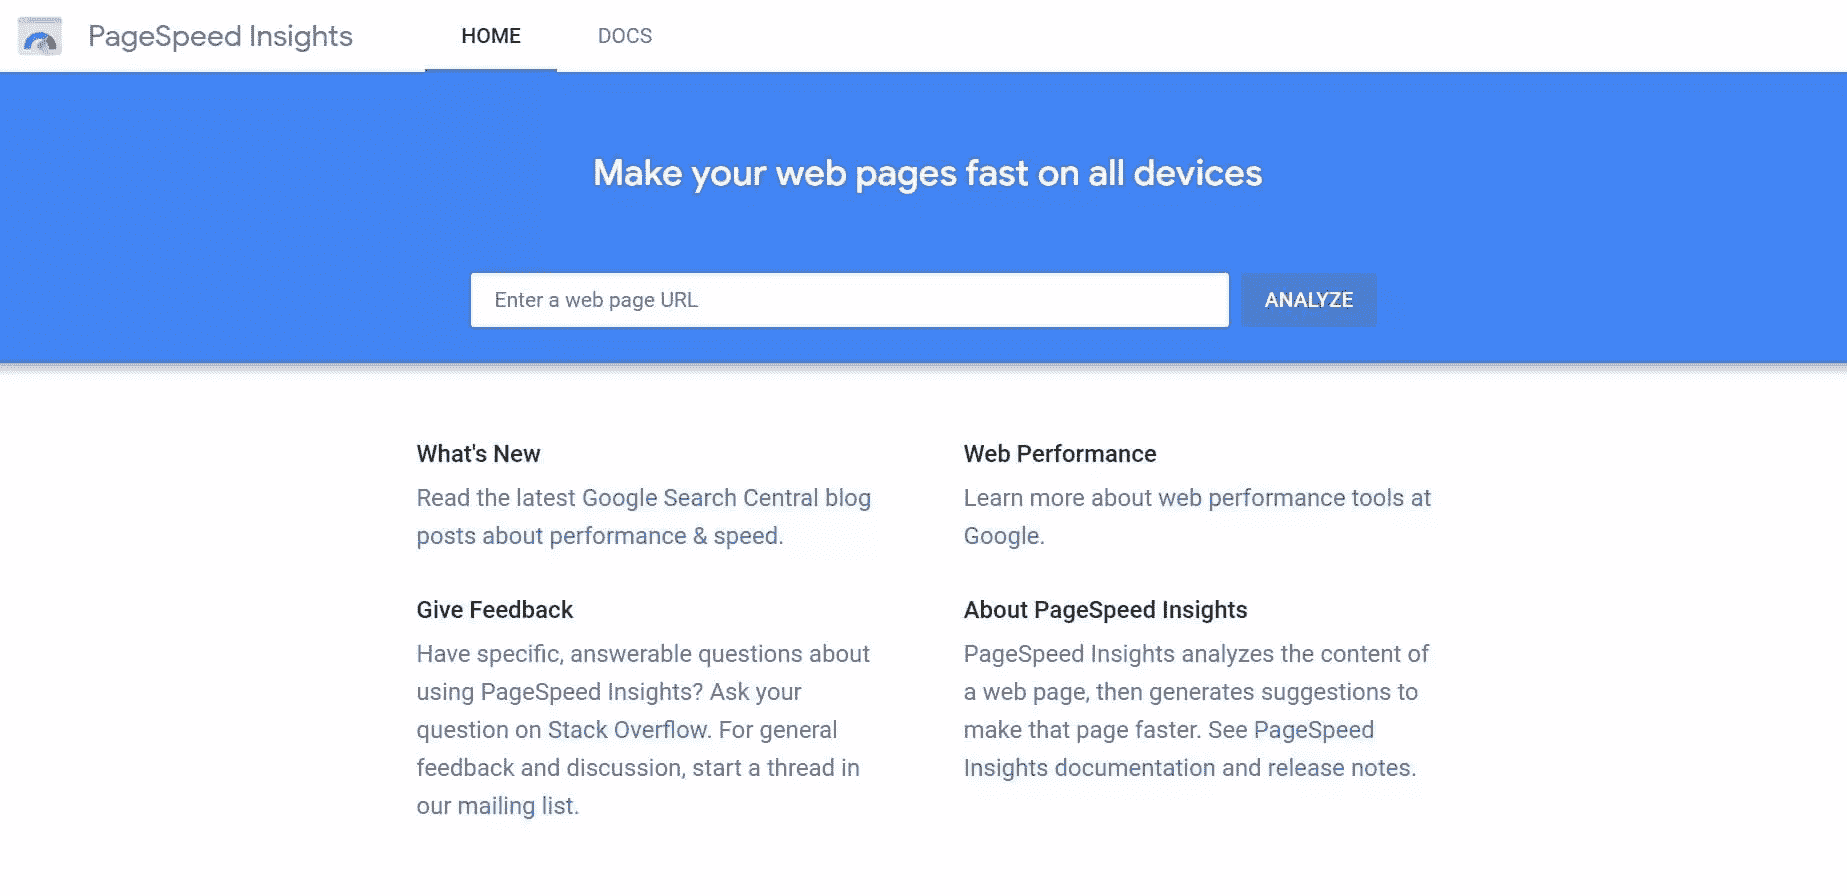 PageSpeed Insights
HOME
DOCS
Make your web pages fast on all devices
Enter a web page URL
ANALYZE
What's New
Read the latest Google Search Central blog
posts about performance & speed.
Web Performance
Learn more about web performance tools at
Google.
Give Feedback
Have specific, answerable questions about
using PageSpeed Insights? Ask your
question on Stack Overflow. For general
feedback and discussion, start a thread in
our mailing list.
About PageSpeed Insights
PageSpeed Insights analyzes the content of
a web page, then generates suggestions to
make that page faster. See PageSpeed
Insights documentation and release notes.